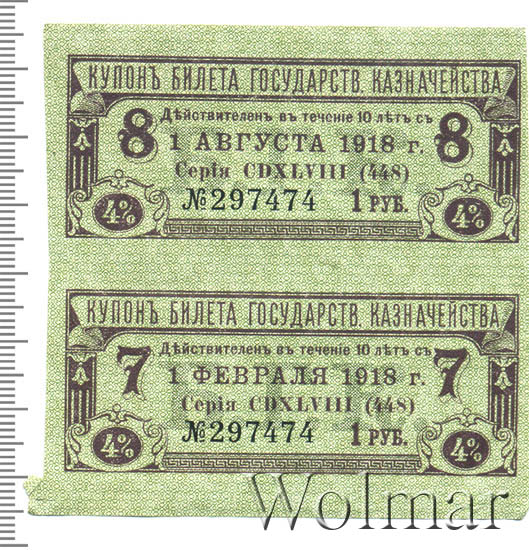 КУПОНЪ БИЛЕТА ГОСУДАРСТВ. КАЗНАЧЕЙСТВА
8 Дѣйствителенъ въ теченіе 10 лѣтъ съ 8
1 АВГУСТА 1918 г.
Серія CDXLVIII (448)
4% №297474 1 РУБ. 4%
КУПОНЪ БИЛЕТА ГОСУДАРСТВ. КАЗНАЧЕЙСТВА
7 Дѣйствителенъ въ теченіе 10 лѣтъ съ 7
1 ФЕВРАЛЯ 1918 г.
Серія CDXLVIII (448)
4% №297474 1 РУБ. 4%
Wolmar